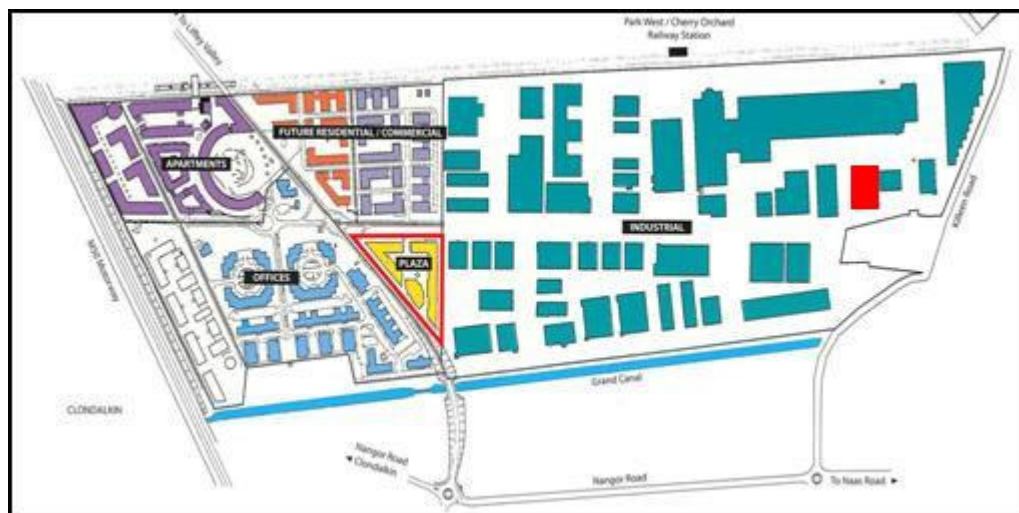 Park West / Cherry Orchard
Railway Station
To Liffey Valley
FUTURE RESIDENTIAL / COMMERCIAL
APARTMENTS
INDUSTRIAL
Killeen Road
PLAZA
OFFICES
M50 Motorway
Grand Canal
CLONDALKIN
Nangor Road
Clondalkin
Nangor Road
To Naas Road